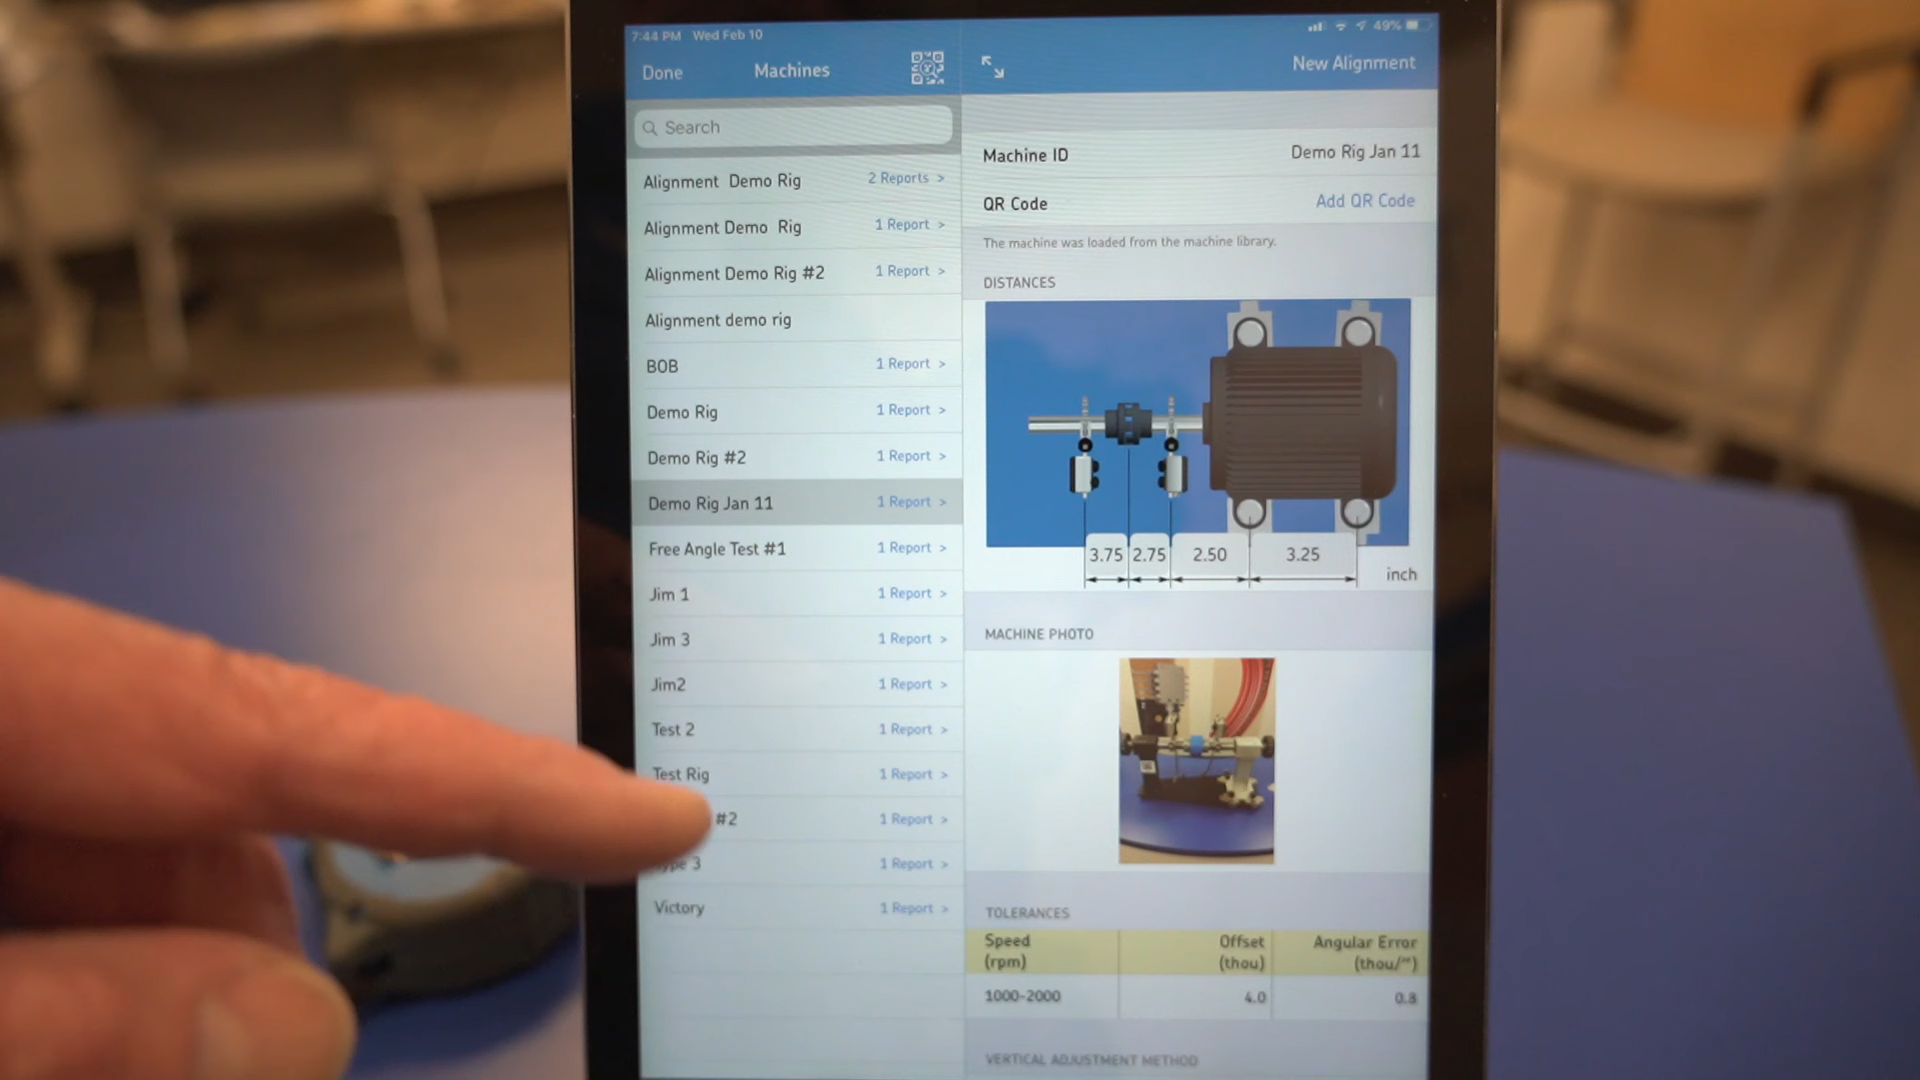 7:44 PM Wed Feb 10
49%
Done
Machines
New Alignment
Search
Alignment Demo Rig 2 Reports >
Alignment Demo Rig 1 Report >
Alignment Demo Rig #2 1 Report >
Alignment demo rig
BOB 1 Report >
Demo Rig 1 Report >
Demo Rig #2 1 Report >
Demo Rig Jan 11 1 Report >
Free Angle Test #1 1 Report >
Jim 1 1 Report >
Jim 3 1 Report >
Jim2 1 Report >
Test 2 1 Report >
Test Rig 1 Report >
#2 1 Report >
3 1 Report >
Victory 1 Report >
Machine ID Demo Rig Jan 11
QR Code Add QR Code
The machine was loaded from the machine library.
DISTANCES
3.75 2.75 2.50 3.25
inch
MACHINE PHOTO
TOLERANCES
Speed Offset Angular Error
(rpm) (thou) (thou/")
1000-2000 4.0 0.8
VERTICAL ADJUSTMENT METHOD